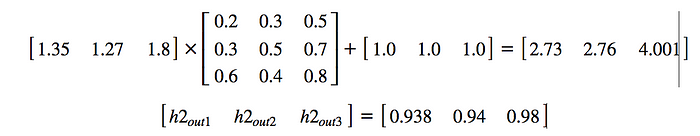 [1.35 1.27 1.8] × [0.2 0.3 0.5
0.3 0.5 0.7
0.6 0.4 0.8] + [1.0 1.0 1.0] = [2.73 2.76 4.001]
[h2out1 h2out2 h2out3] = [0.938 0.94 0.98]